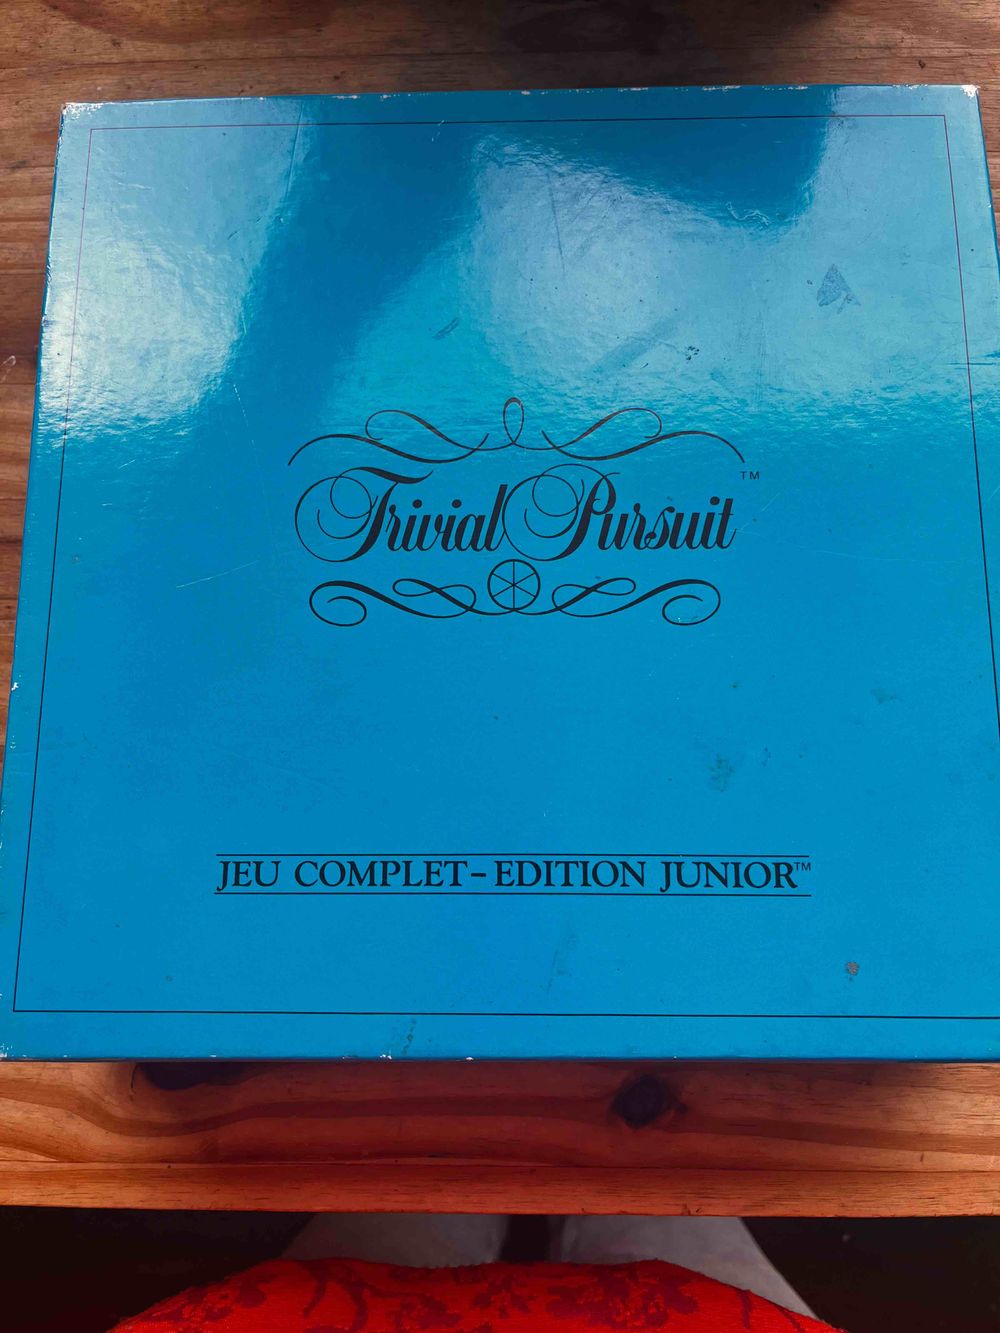 Trivial Pursuit™
JEU COMPLET-EDITION JUNIOR™